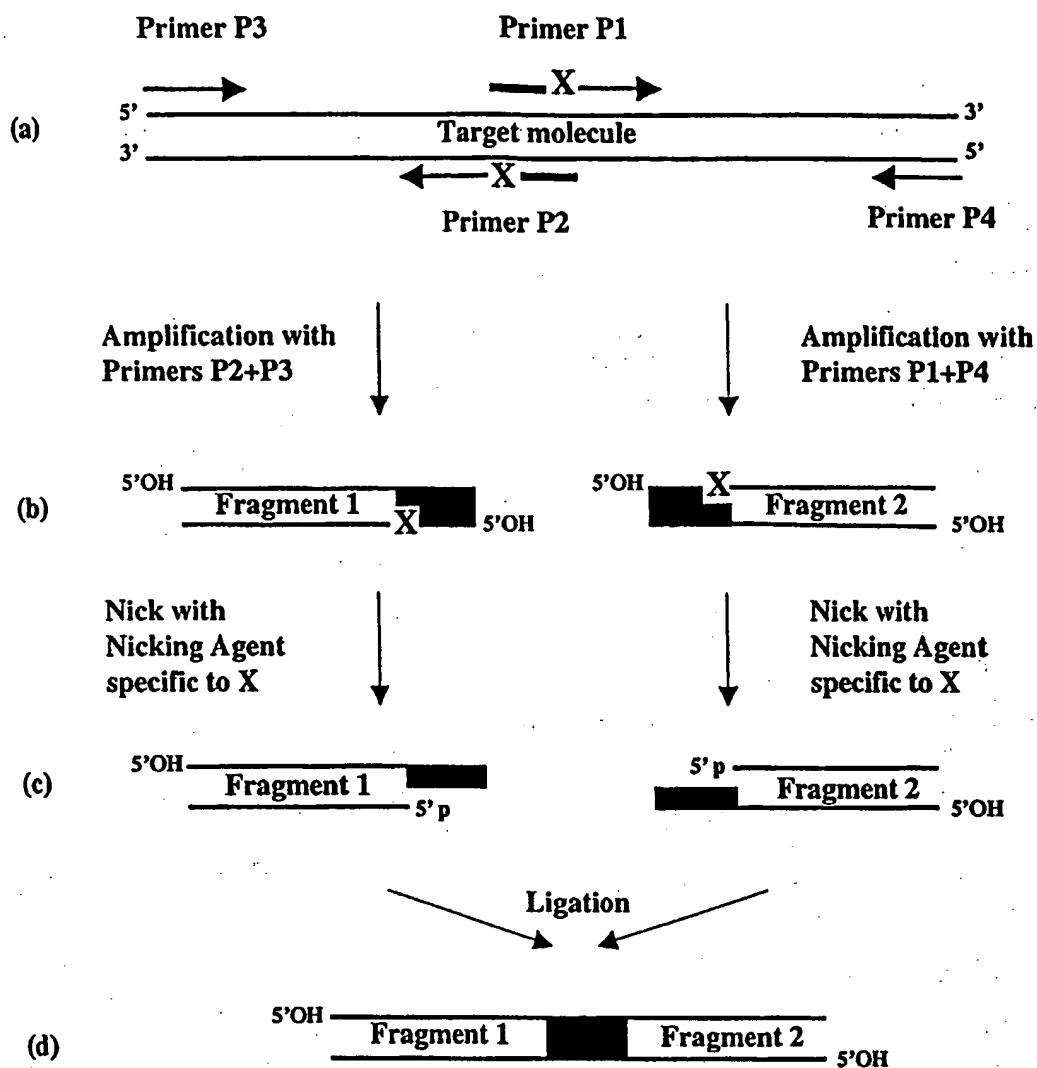 Primer P3
Primer P1
X
(a)
5'
3'
Target molecule
3'
5'
X
Primer P2
Primer P4
Amplification with
Primers P2+P3
Amplification with
Primers P1+P4
(b)
5'OH
Fragment 1
X
5'OH
5'OH
X
Fragment 2
5'OH
Nick with
Nicking Agent
specific to X
Nick with
Nicking Agent
specific to X
(c)
5'OH
Fragment 1
5' p
5' p
Fragment 2
5'OH
Ligation
(d)
5'OH
Fragment 1
Fragment 2
5'OH